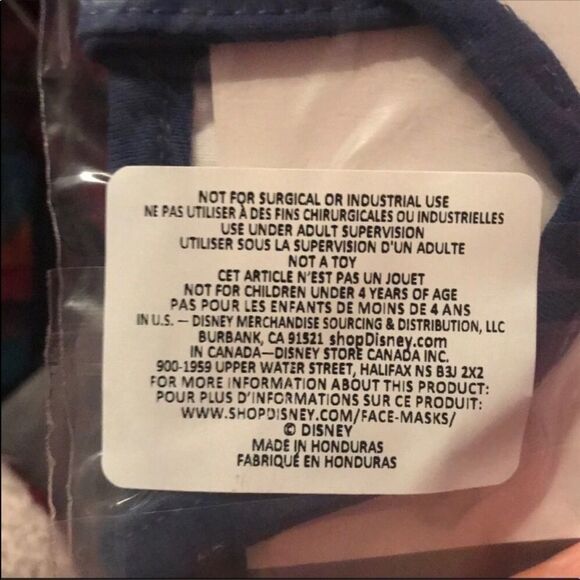 NOT FOR SURGICAL OR INDUSTRIAL USE
NE PAS UTILISER À DES FINS CHIRURGICALES OU INDUSTRIELLES
USE UNDER ADULT SUPERVISION
UTILISER SOUS LA SUPERVISION D'UN ADULTE
NOT A TOY
CET ARTICLE N'EST PAS UN JOUET
NOT FOR CHILDREN UNDER 4 YEARS OF AGE
PAS POUR LES ENFANTS DE MOINS DE 4 ANS
IN U.S. — DISNEY MERCHANDISE SOURCING & DISTRIBUTION, LLC
BURBANK, CA 91521 shopDisney.com
IN CANADA—DISNEY STORE CANADA INC.
900-1959 UPPER WATER STREET, HALIFAX NS B3J 2X2
FOR MORE INFORMATION ABOUT THIS PRODUCT:
POUR PLUS D'INFORMATIONS SUR CE PRODUIT:
WWW.SHOPDISNEY.COM/FACE-MASKS/
© DISNEY
MADE IN HONDURAS
FABRIQUÉ EN HONDURAS